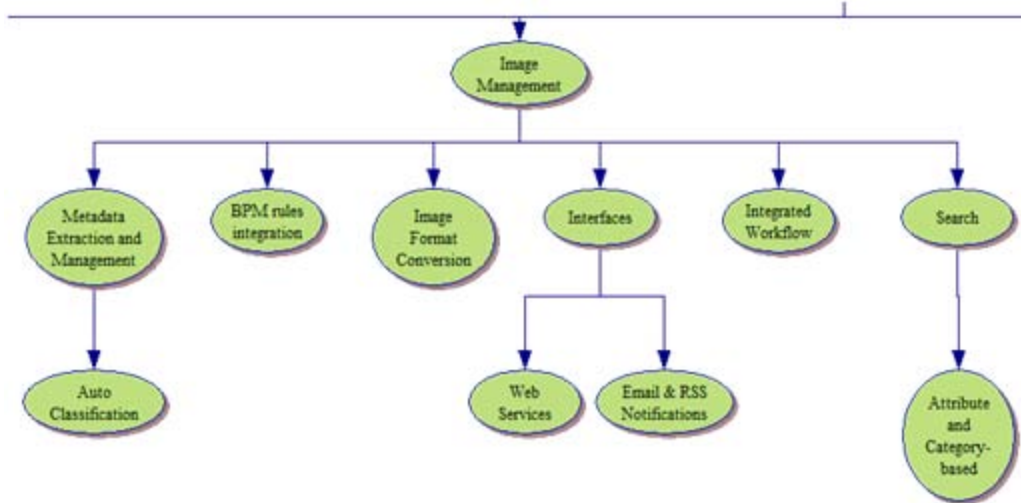 Image
Management
Metadata
Extraction and
Management
BPM rules
integration
Image
Format
Conversion
Interfaces
Integrated
Workflow
Search
Auto
Classification
Web
Services
Email & RSS
Notifications
Attribute
and
Category-
based